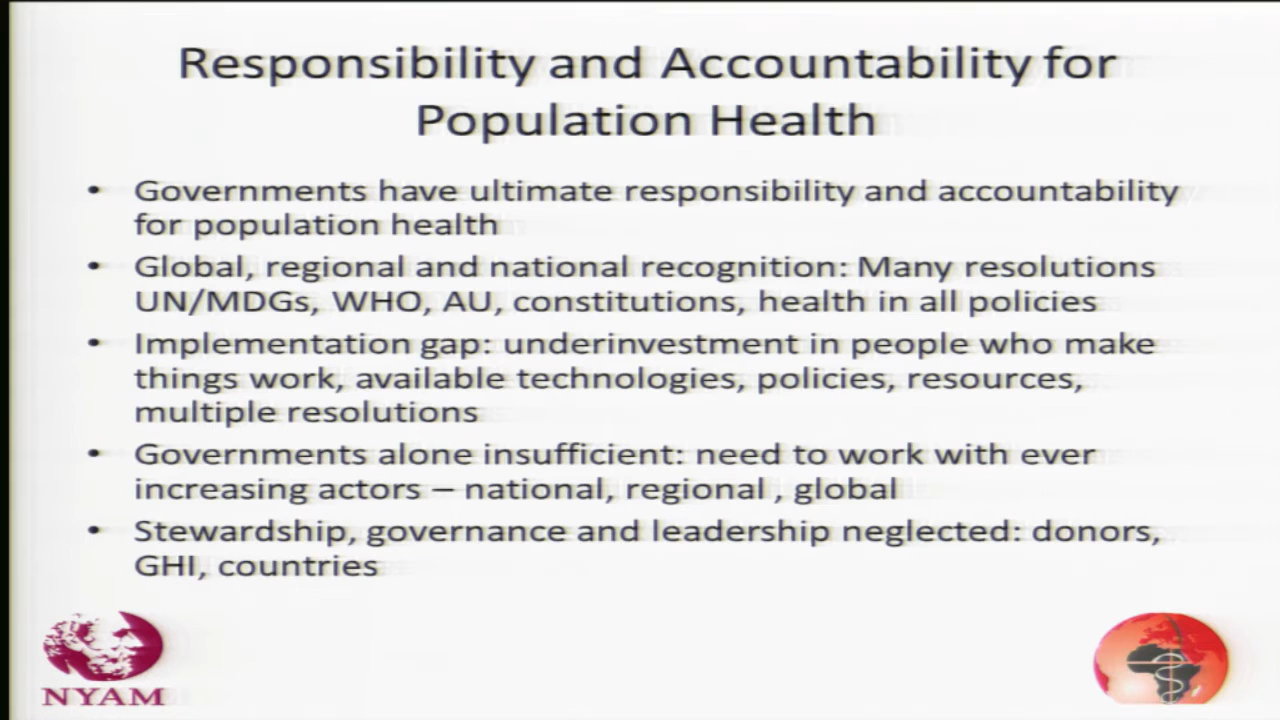 Responsibility and Accountability for
Population Health
• Governments have ultimate responsibility and accountability
for population health
• Global, regional and national recognition: Many resolutions
UN/MDGs, WHO, AU, constitutions, health in all policies
• Implementation gap: underinvestment in people who make
things work, available technologies, policies, resources,
multiple resolutions
• Governments alone insufficient: need to work with ever
increasing actors – national, regional , global
• Stewardship, governance and leadership neglected: donors,
GHI, countries
NYAM